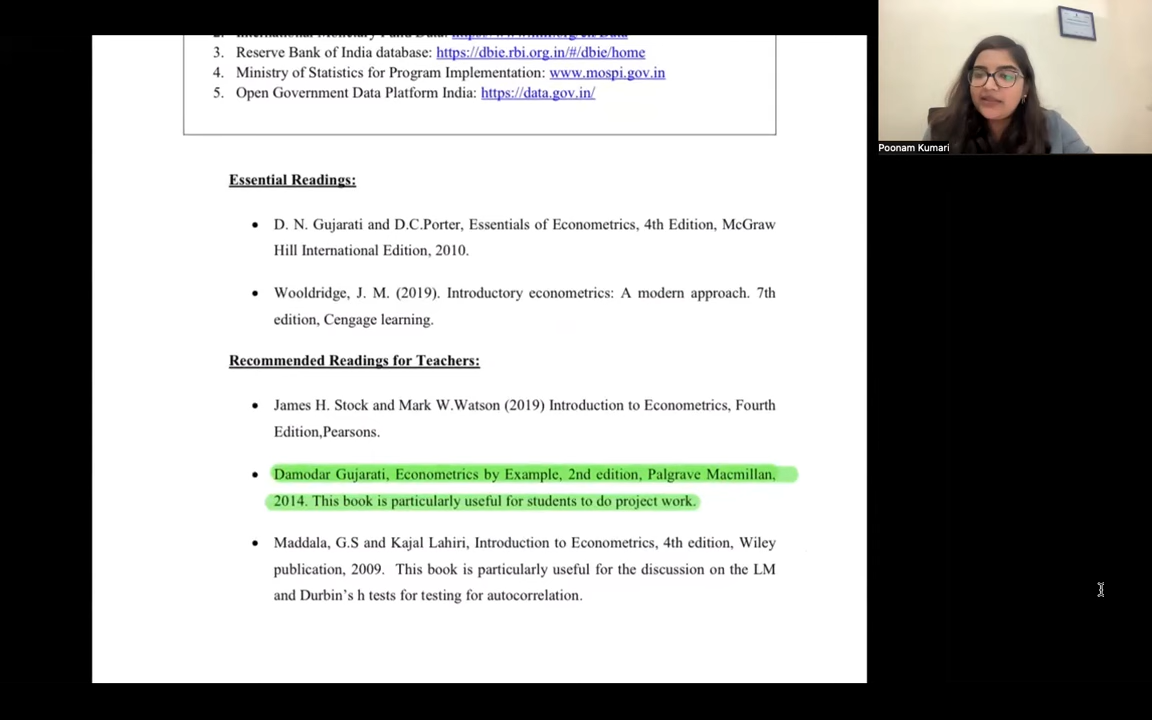 3. Reserve Bank of India database: https://dbie.rbi.org.in/#/dbie/home
4. Ministry of Statistics for Program Implementation: www.mospi.gov.in
5. Open Government Data Platform India: https://data.gov.in/
Essential Readings:
• D. N. Gujarati and D.C.Porter, Essentials of Econometrics, 4th Edition, McGraw
Hill International Edition, 2010.
• Wooldridge, J. M. (2019). Introductory econometrics: A modern approach. 7th
edition, Cengage learning.
Recommended Readings for Teachers:
• James H. Stock and Mark W.Watson (2019) Introduction to Econometrics, Fourth
Edition,Pearsons.
• Damodar Gujarati, Econometrics by Example, 2nd edition, Palgrave Macmillan,
2014. This book is particularly useful for students to do project work.
• Maddala, G.S and Kajal Lahiri, Introduction to Econometrics, 4th edition, Wiley
publication, 2009. This book is particularly useful for the discussion on the LM
and Durbin's h tests for testing for autocorrelation.
Poonam Kumari